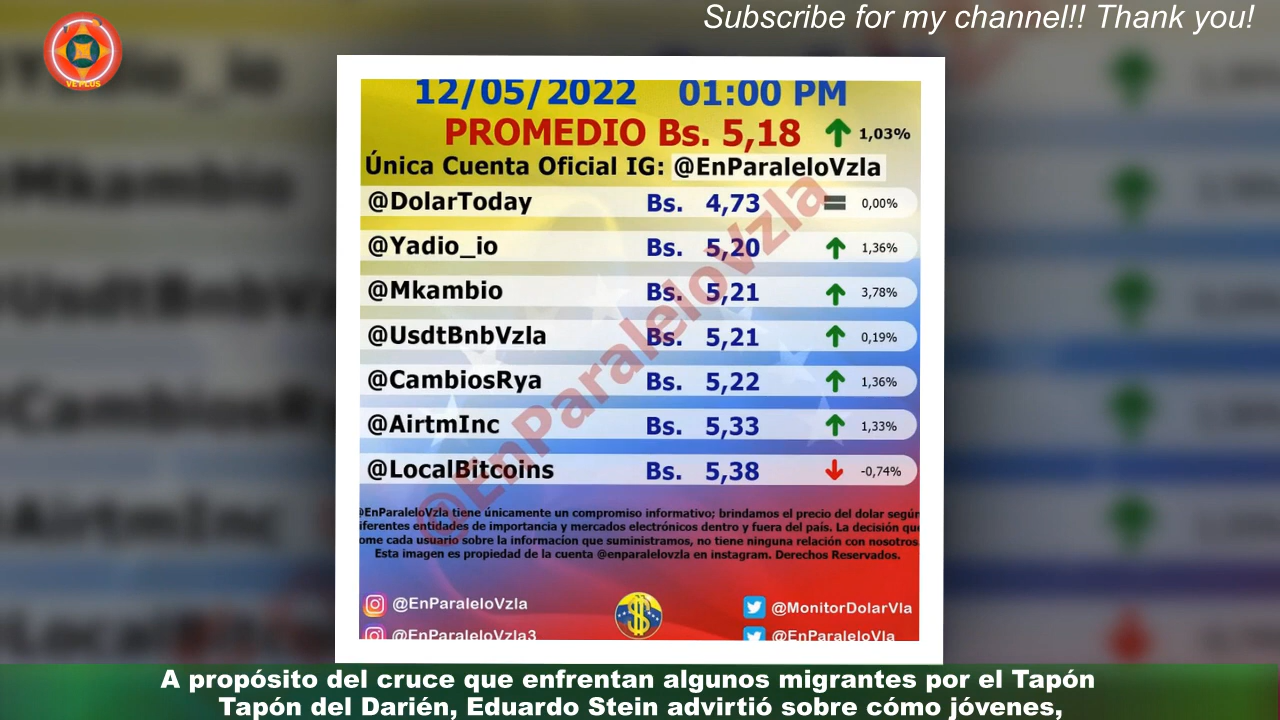 Subscribe for my channel!! Thank you!
VE PLUS
12/05/2022 01:00 PM
PROMEDIO Bs. 5,18 1,03%
Única Cuenta Oficial IG: @EnParaleloVzla
@DolarToday Bs. 4,73 0,00%
@Yadio_io Bs. 5,20 1,36%
@Mkambio Bs. 5,21 3,78%
@UsdtBnbVzla Bs. 5,21 0,19%
@CambiosRya Bs. 5,22 1,36%
@AirtmInc Bs. 5,33 1,33%
@LocalBitcoins Bs. 5,38 -0,74%
@EnParaleloVzla
@EnParaleloVzla tiene únicamente un compromiso informativo; brindamos el precio del dolar según
iferentes entidades de importancia y mercados electrónicos dentro y fuera del país. La decisión que
ome cada usuario sobre la informacíon que suministramos, no tiene ninguna relación con nosotros.
Esta imagen es propiedad de la cuenta @enparalelovzla en instagram. Derechos Reservados.
@EnParaleloVzla @MonitorDolarVla
@EnParaleloVzla3 @EnParaleloVla
A propósito del cruce que enfrentan algunos migrantes por el Tapón
Tapón del Darién, Eduardo Stein advirtió sobre cómo jóvenes,